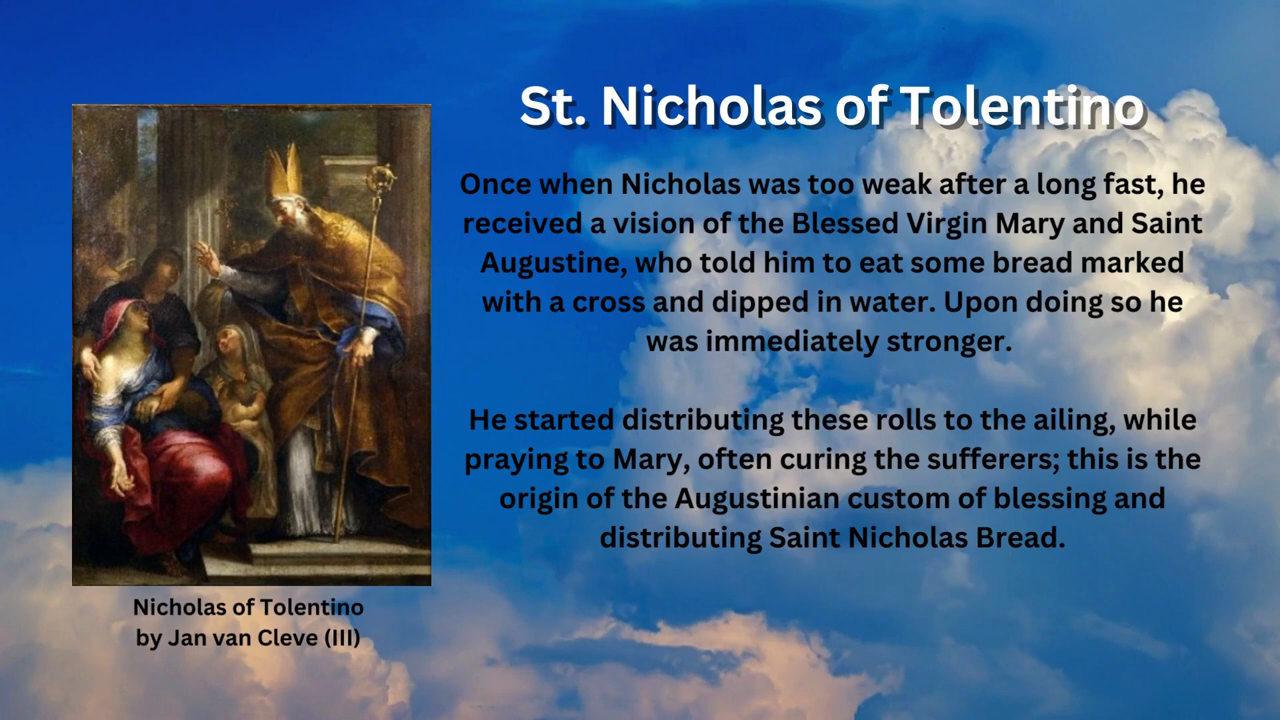 St. Nicholas of Tolentino
Once when Nicholas was too weak after a long fast, he
received a vision of the Blessed Virgin Mary and Saint
Augustine, who told him to eat some bread marked
with a cross and dipped in water. Upon doing so he
was immediately stronger.
He started distributing these rolls to the ailing, while
praying to Mary, often curing the sufferers; this is the
origin of the Augustinian custom of blessing and
distributing Saint Nicholas Bread.
Nicholas of Tolentino
by Jan van Cleve (III)